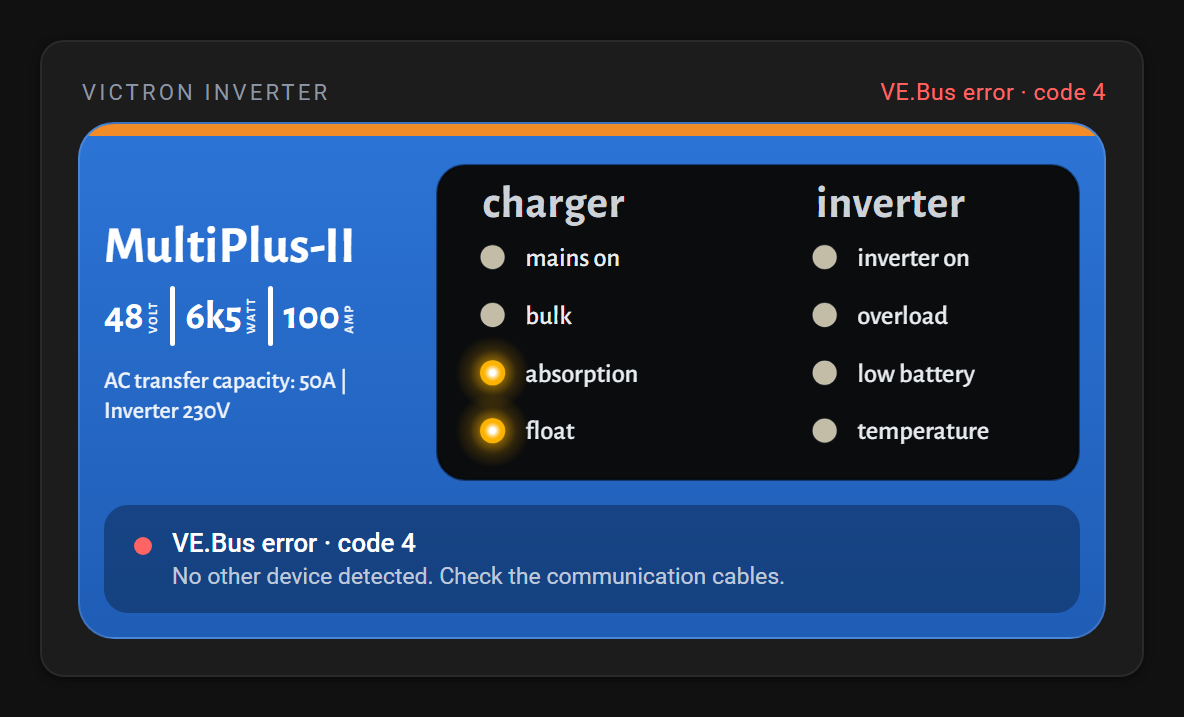 VICTRON INVERTER
VE.Bus error · code 4
MultiPlus-II
48 VOLT | 6k5 WATT | 100 AMP
AC transfer capacity: 50A |
Inverter 230V
charger
mains on
bulk
absorption
float
inverter
inverter on
overload
low battery
temperature
VE.Bus error · code 4
No other device detected. Check the communication cables.